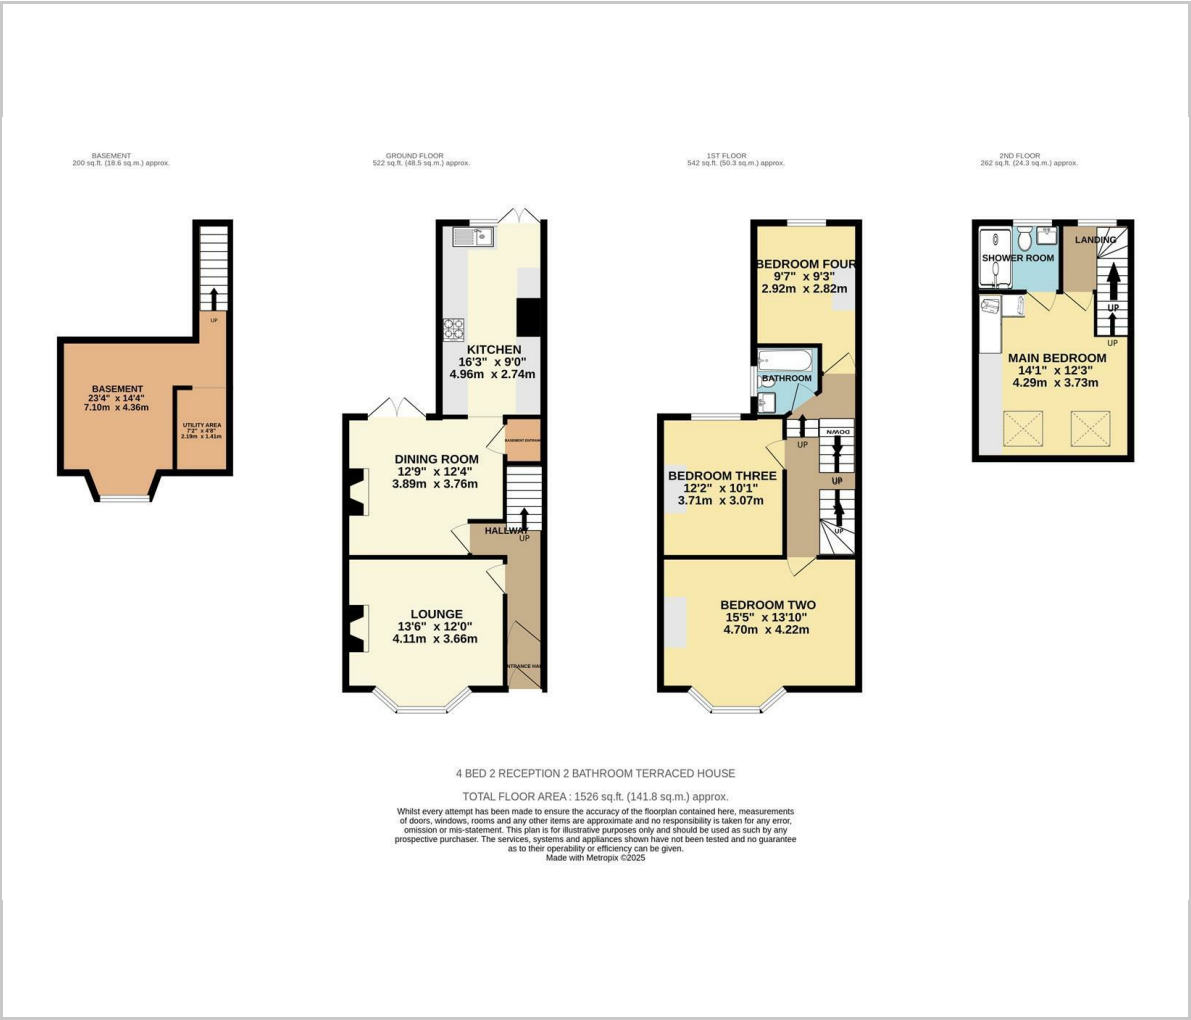 BASEMENT
200 sq.ft. (18.6 sq.m.) approx.
GROUND FLOOR
522 sq.ft. (48.5 sq.m.) approx.
1ST FLOOR
542 sq.ft. (50.3 sq.m.) approx.
2ND FLOOR
262 sq.ft. (24.3 sq.m.) approx.
UP
BASEMENT
23'4" x 14'4"
7.10m x 4.36m
UTILITY AREA
7'2" x 4'8"
2.19m x 1.41m
KITCHEN
16'3" x 9'0"
4.96m x 2.74m
BASEMENT ENTRANCE
DINING ROOM
12'9" x 12'4"
3.89m x 3.76m
HALLWAY
UP
LOUNGE
13'6" x 12'0"
4.11m x 3.66m
ENTRANCE HALL
BEDROOM FOUR
9'7" x 9'3"
2.92m x 2.82m
BATHROOM
UP
DOWN
UP
UP
BEDROOM THREE
12'2" x 10'1"
3.71m x 3.07m
BEDROOM TWO
15'5" x 13'10"
4.70m x 4.22m
LANDING
SHOWER ROOM
UP
UP
MAIN BEDROOM
14'1" x 12'3"
4.29m x 3.73m
4 BED 2 RECEPTION 2 BATHROOM TERRACED HOUSE
TOTAL FLOOR AREA : 1526 sq.ft. (141.8 sq.m.) approx.
Whilst every attempt has been made to ensure the accuracy of the floorplan contained here, measurements
of doors, windows, rooms and any other items are approximate and no responsibility is taken for any error,
omission or mis-statement. This plan is for illustrative purposes only and should be used as such by any
prospective purchaser. The services, systems and appliances shown have not been tested and no guarantee
as to their operability or efficiency can be given.
Made with Metropix ©2025